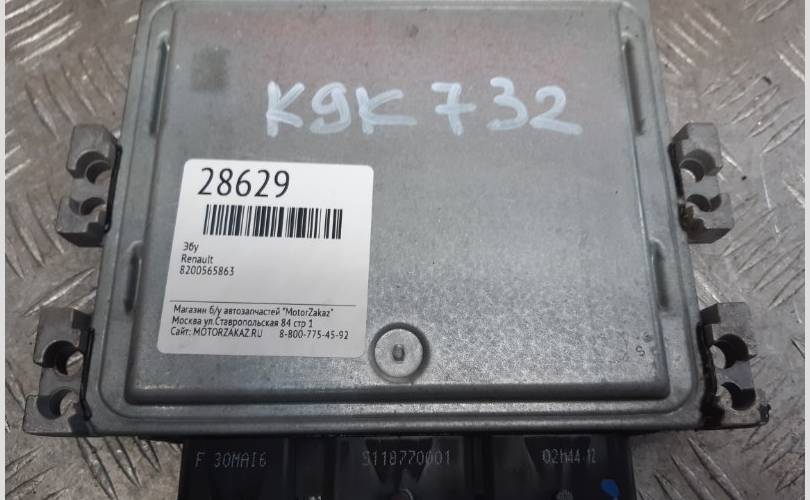 K9K 732
28629
Эбу
Renault
8200565863
Магазин б/у автозапчастей "MotorZakaz"
Москва ул.Ставропольская 84 стр 1
Сайт: MOTORZAKAZ.RU 8-800-775-45-92
F 30MAI6 S118770001 02H44 12